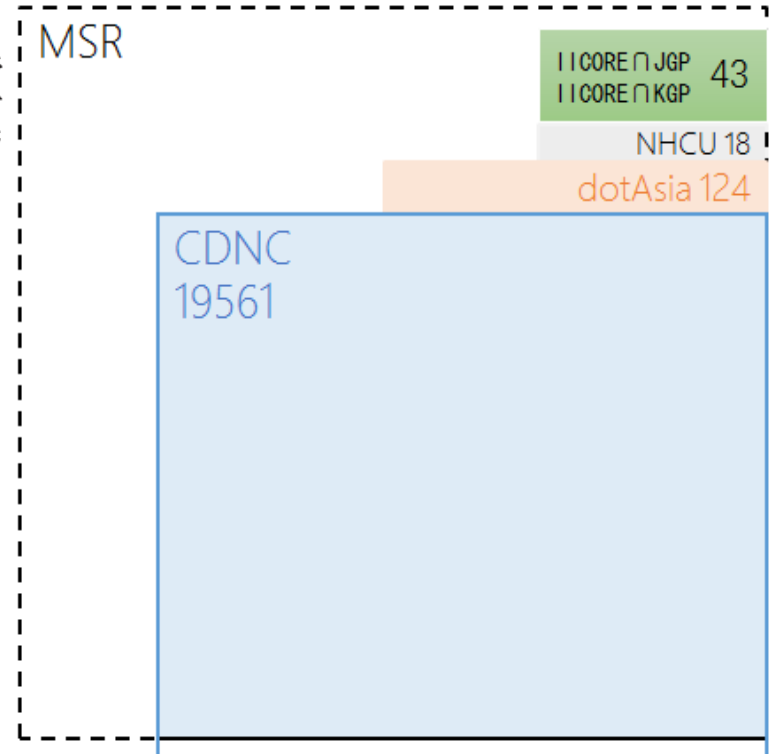 MSR
IICORE∩JGP 43
IICORE∩KGP
NHCU 18
dotAsia 124
CDNC
19561